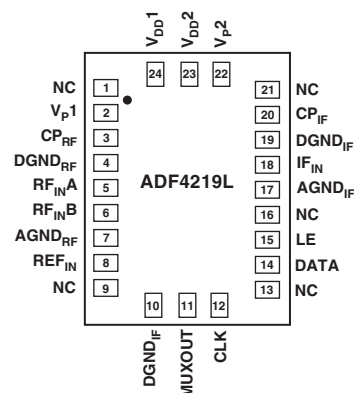 V_DD1
V_DD2
V_P2
24
23
22
NC 1
V_P1 2
CP_RF 3
DGND_RF 4
RF_INA 5
RF_INB 6
AGND_RF 7
REF_IN 8
NC 9
ADF4219L
21 NC
20 CP_IF
19 DGND_IF
18 IF_IN
17 AGND_IF
16 NC
15 LE
14 DATA
13 NC
10
11
12
DGND_IF
MUXOUT
CLK